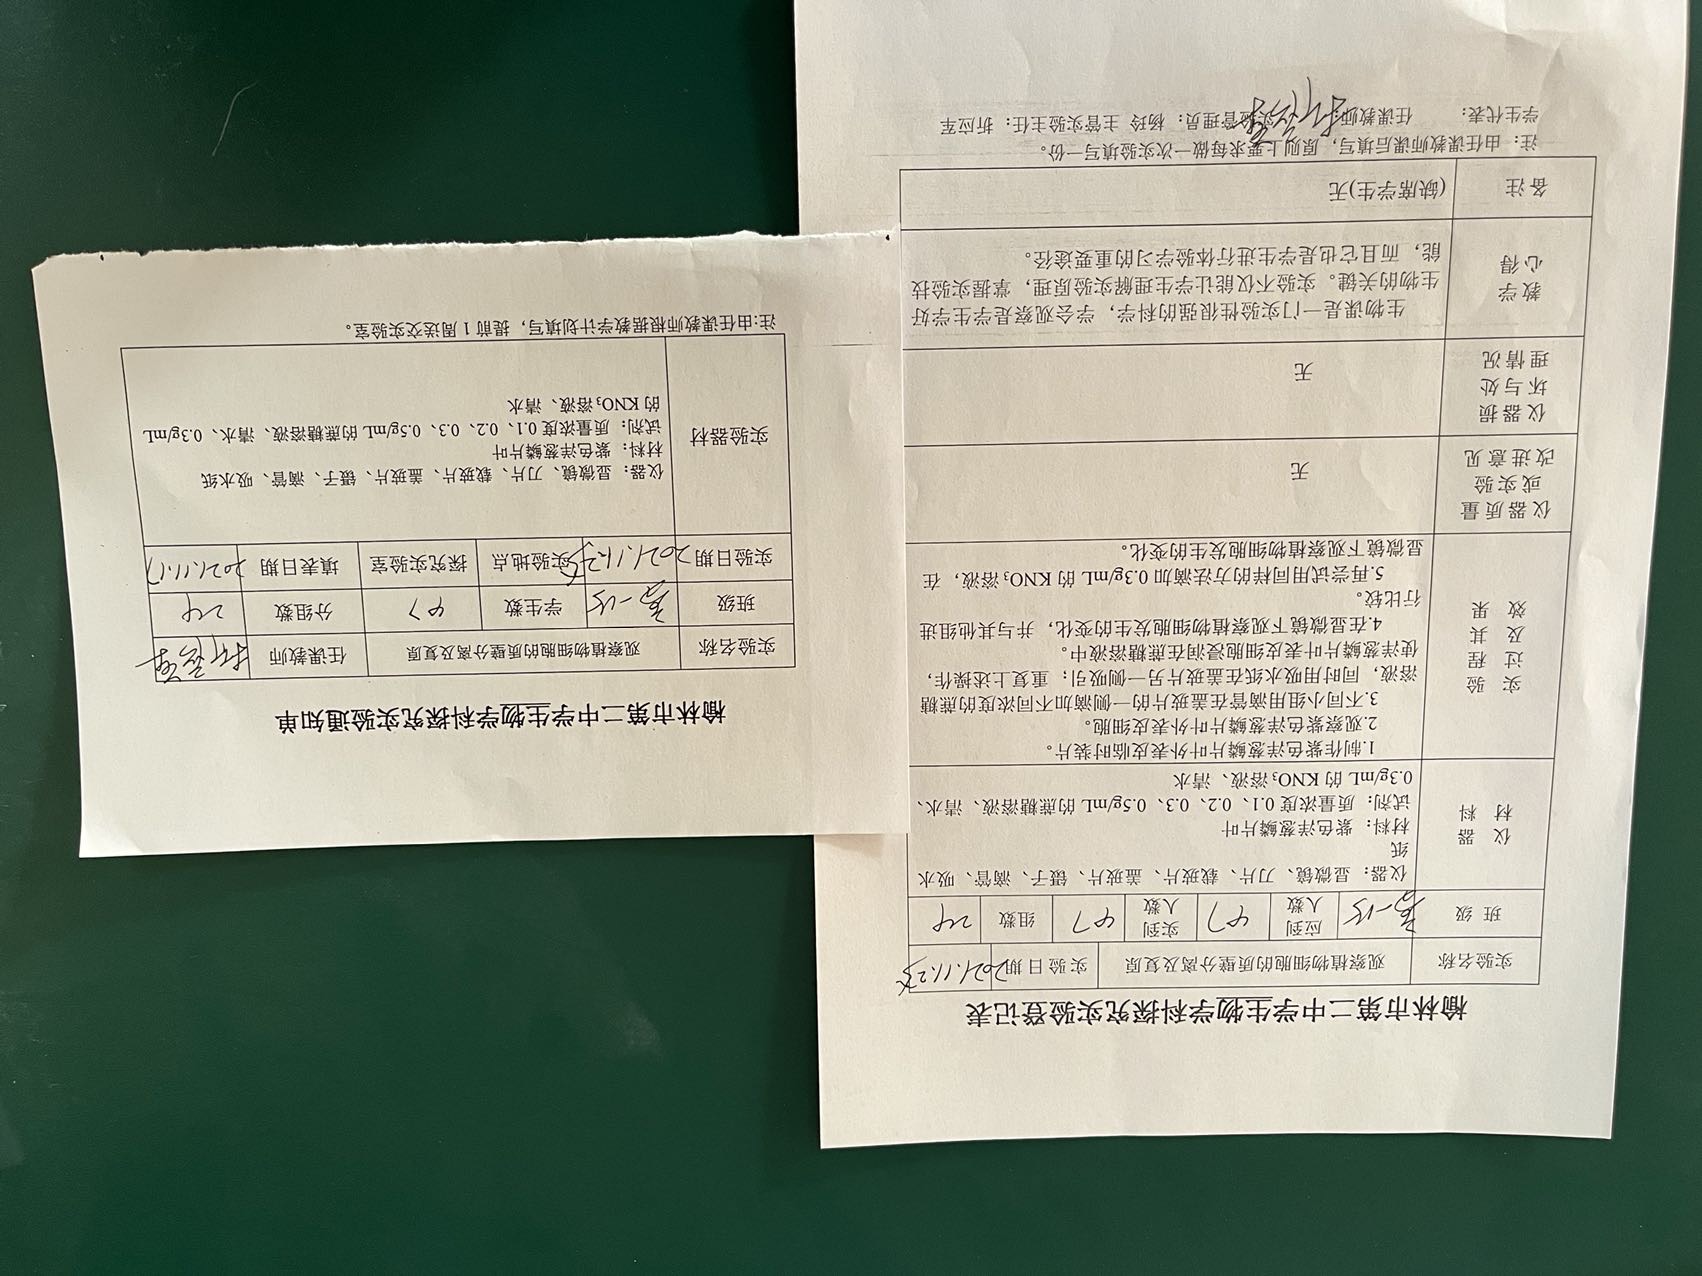 榆林市第二中学生物学科探究实验登记表
实验名称 观察植物细胞的质壁分离及复原 实验日期 2021.11.25
班级 高一15 应到人数 47 实到人数 47 组数 24
仪器材料
仪器：显微镜、刀片、载玻片、盖玻片、镊子、滴管、吸水
纸
材料：紫色洋葱鳞片叶
试剂：质量浓度 0.1、0.2、0.3、0.5g/mL 的蔗糖溶液、清水、
0.3g/mL 的 KNO₃ 溶液、清水
实验过程及其效果
1.制作紫色洋葱鳞片叶外表皮临时装片。
2.观察紫色洋葱鳞片叶外表皮细胞。
3.不同小组用滴管在盖玻片的一侧滴加不同浓度的蔗糖
溶液，同时用吸水纸在盖玻片另一侧吸引；重复上述操作，
使洋葱鳞片叶表皮细胞浸润在蔗糖溶液中。
4.在显微镜下观察植物细胞发生的变化，并与其他组进
行比较。
5.再尝试用同样的方法滴加 0.3g/mL 的 KNO₃ 溶液，在
显微镜下观察植物细胞发生的变化。
仪器质量或实验改进意见 无
仪器损坏与处理情况 无
教学心得
生物课是一门实验性很强的科学，学会观察是学生学好
生物的关键。实验不仅能让学生理解实验原理，掌握实验技
能，而且它也是学生进行体验学习的重要途径。
备注 (缺席学生)无
注：由任课教师课后填写，原则上要求每做一次实验填写一份。
学生代表： 任课教师： 实验管理员：杨玲 主管实验主任：折应军
榆林市第二中学生物学科探究实验通知单
实验名称 观察植物细胞的质壁分离及复原 任课教师
班级 高一15 学生数 47 分组数 24
实验日期 2021.11.25 实验地点 探究实验室 填表日期 2021.11.17
实验器材
仪器：显微镜、刀片、载玻片、盖玻片、镊子、滴管、吸水纸
材料：紫色洋葱鳞片叶
试剂：质量浓度 0.1、0.2、0.3、0.5g/mL 的蔗糖溶液、清水、0.3g/mL
的 KNO₃ 溶液、清水
注:由任课教师根据教学计划填写，提前 1 周送交实验室。